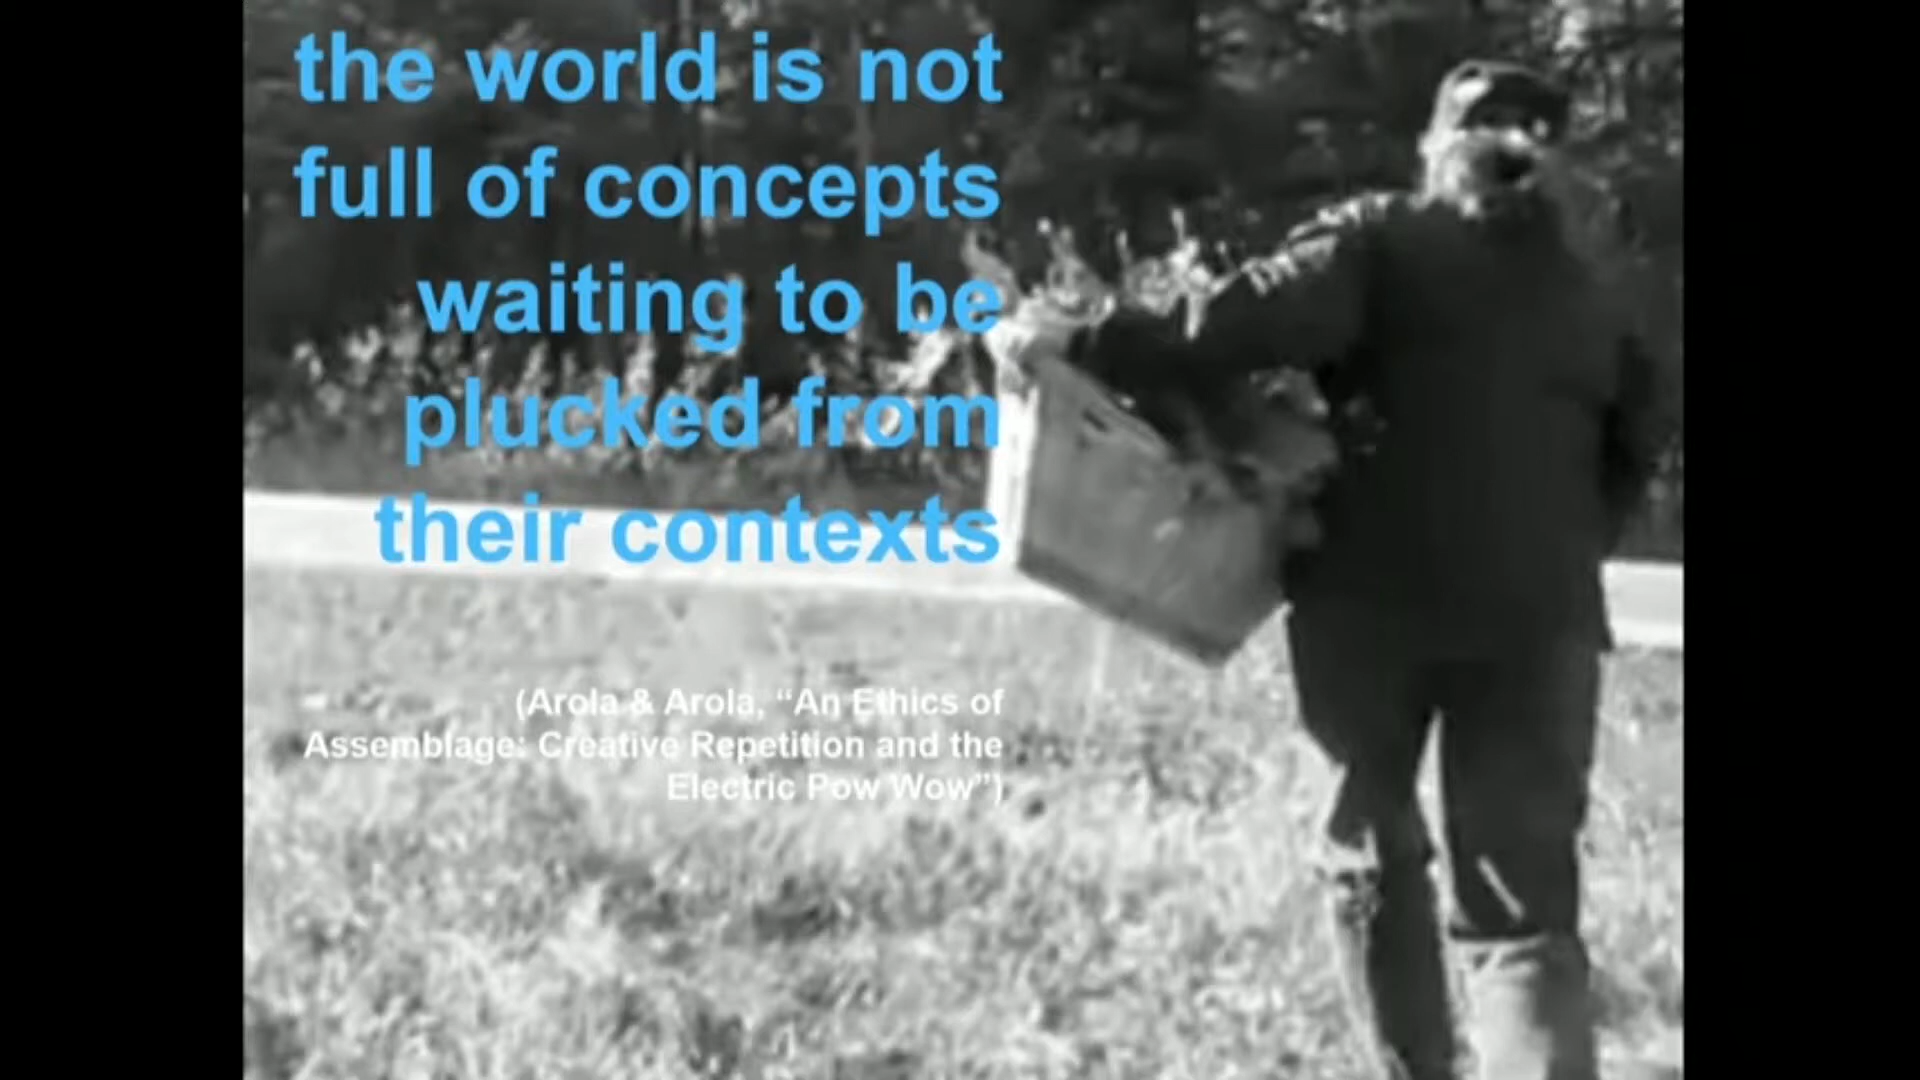 the world is not
full of concepts
waiting to be
plucked from
their contexts
(Arola & Arola, “An Ethics of
Assemblage: Creative Repetition and the
Electric Pow Wow”)